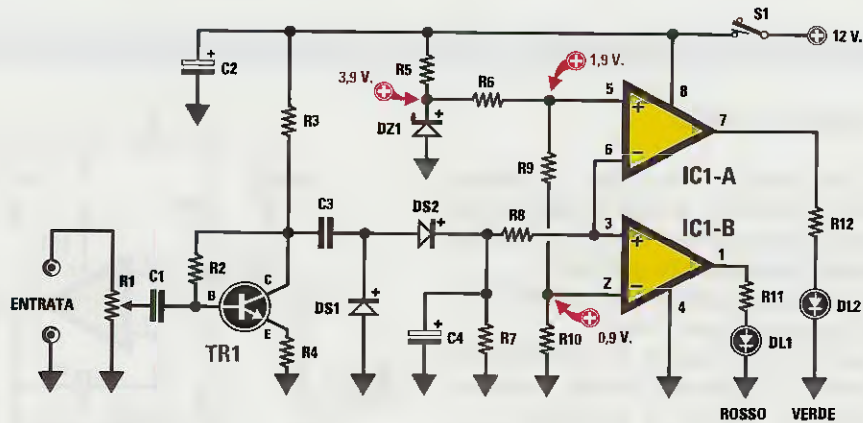 S1
12 V.
C2
+
R5
3,9 V.
R6
1,9 V.
5
8
+
7
R3
DZ1
+
6
−
R9
IC1-A
C3
DS2
+
R8
IC1-B
R12
3
+
1
ENTRATA
R1
C1
R2
B
C
E
TR1
R4
DS1
+
+
C4
R7
2
−
4
R10
0,9 V.
R11
DL2
DL1
ROSSO
VERDE